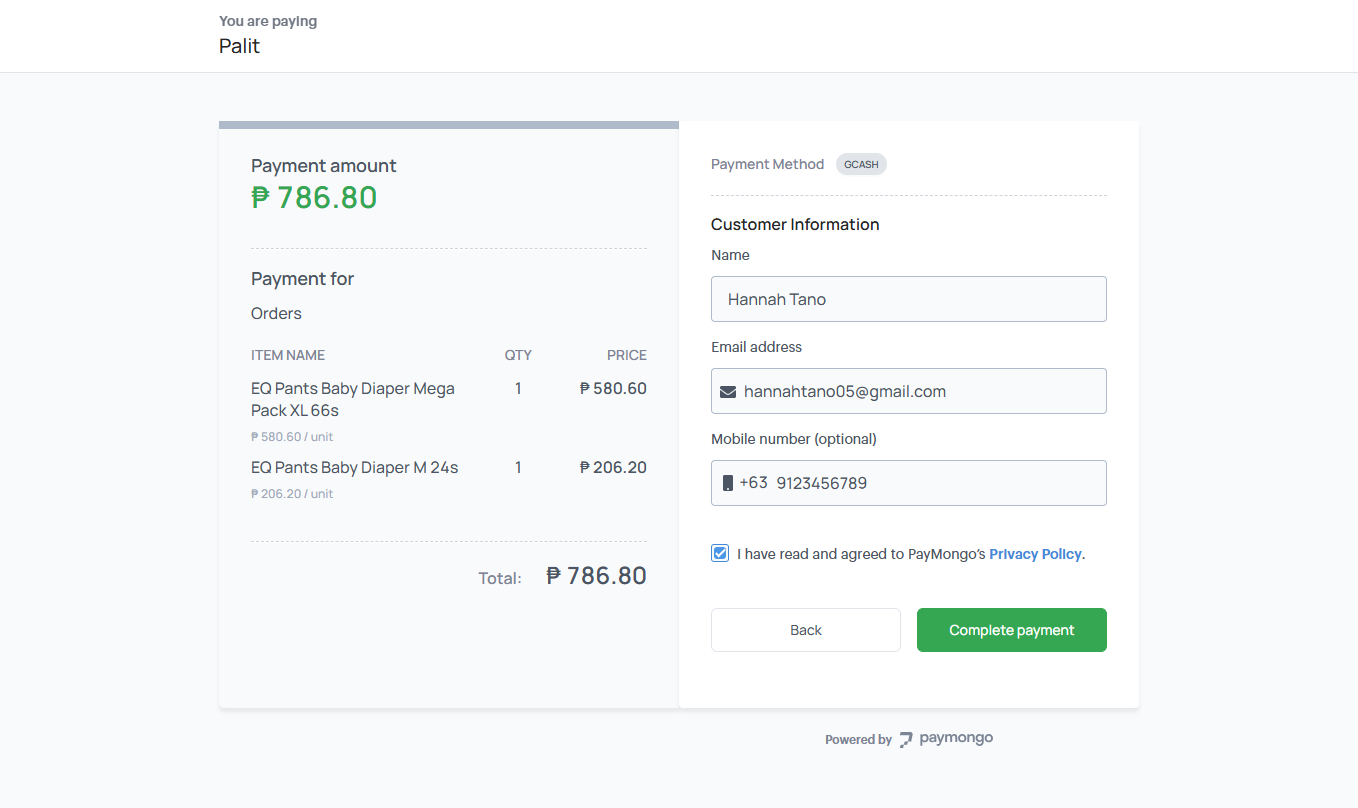 You are paying
Palit
Payment amount
₱ 786.80
Payment for
Orders
ITEM NAME QTY PRICE
EQ Pants Baby Diaper Mega 1 ₱ 580.60
Pack XL 66s
₱ 580.60 / unit
EQ Pants Baby Diaper M 24s 1 ₱ 206.20
₱ 206.20 / unit
Total: ₱ 786.80
Payment Method GCASH
Customer Information
Name
Hannah Tano
Email address
hannahtano05@gmail.com
Mobile number (optional)
+63 9123456789
I have read and agreed to PayMongo's Privacy Policy.
Back Complete payment
Powered by paymongo